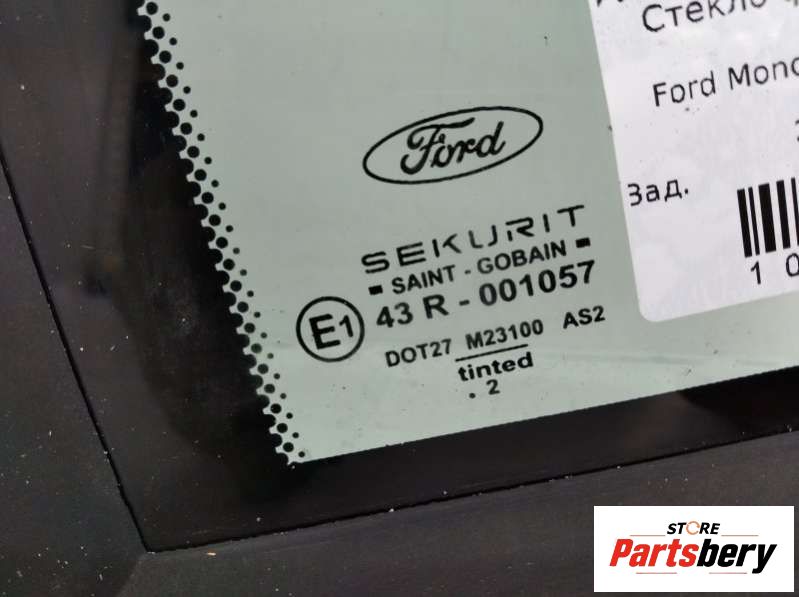 Стекло
Ford Mond
Зад.
1 0
Ford
SEKURIT
SAINT - GOBAIN
E1
43 R - 001057
DOT27 M23100 AS2
tinted
. 2
STORE
Partsbery